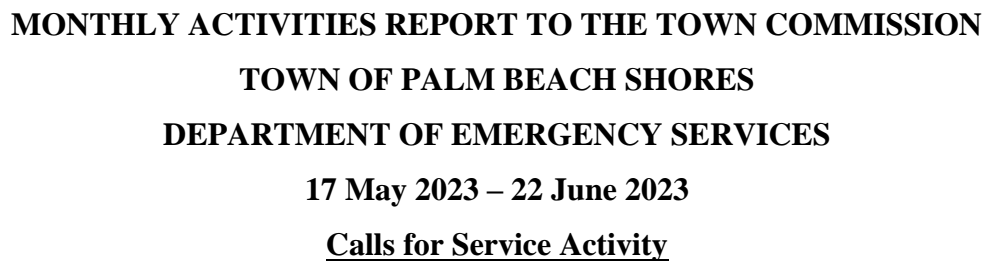 MONTHLY ACTIVITIES REPORT TO THE TOWN COMMISSION
TOWN OF PALM BEACH SHORES
DEPARTMENT OF EMERGENCY SERVICES
17 May 2023 – 22 June 2023
Calls for Service Activity